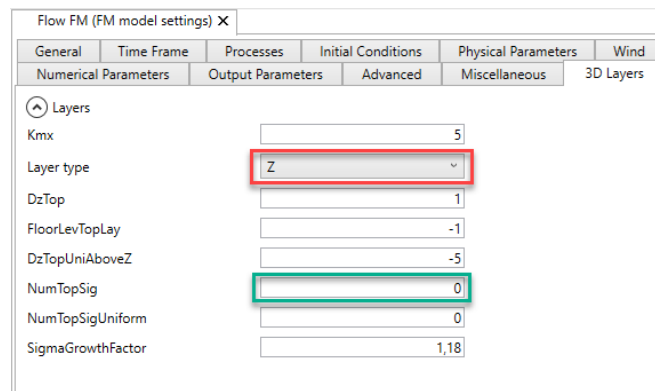 Flow FM (FM model settings) X
General Time Frame Processes Initial Conditions Physical Parameters Wind
Numerical Parameters Output Parameters Advanced Miscellaneous 3D Layers
Layers
Kmx 5
Layer type Z
DzTop 1
FloorLevTopLay -1
DzTopUniAboveZ -5
NumTopSig 0
NumTopSigUniform 0
SigmaGrowthFactor 1,18